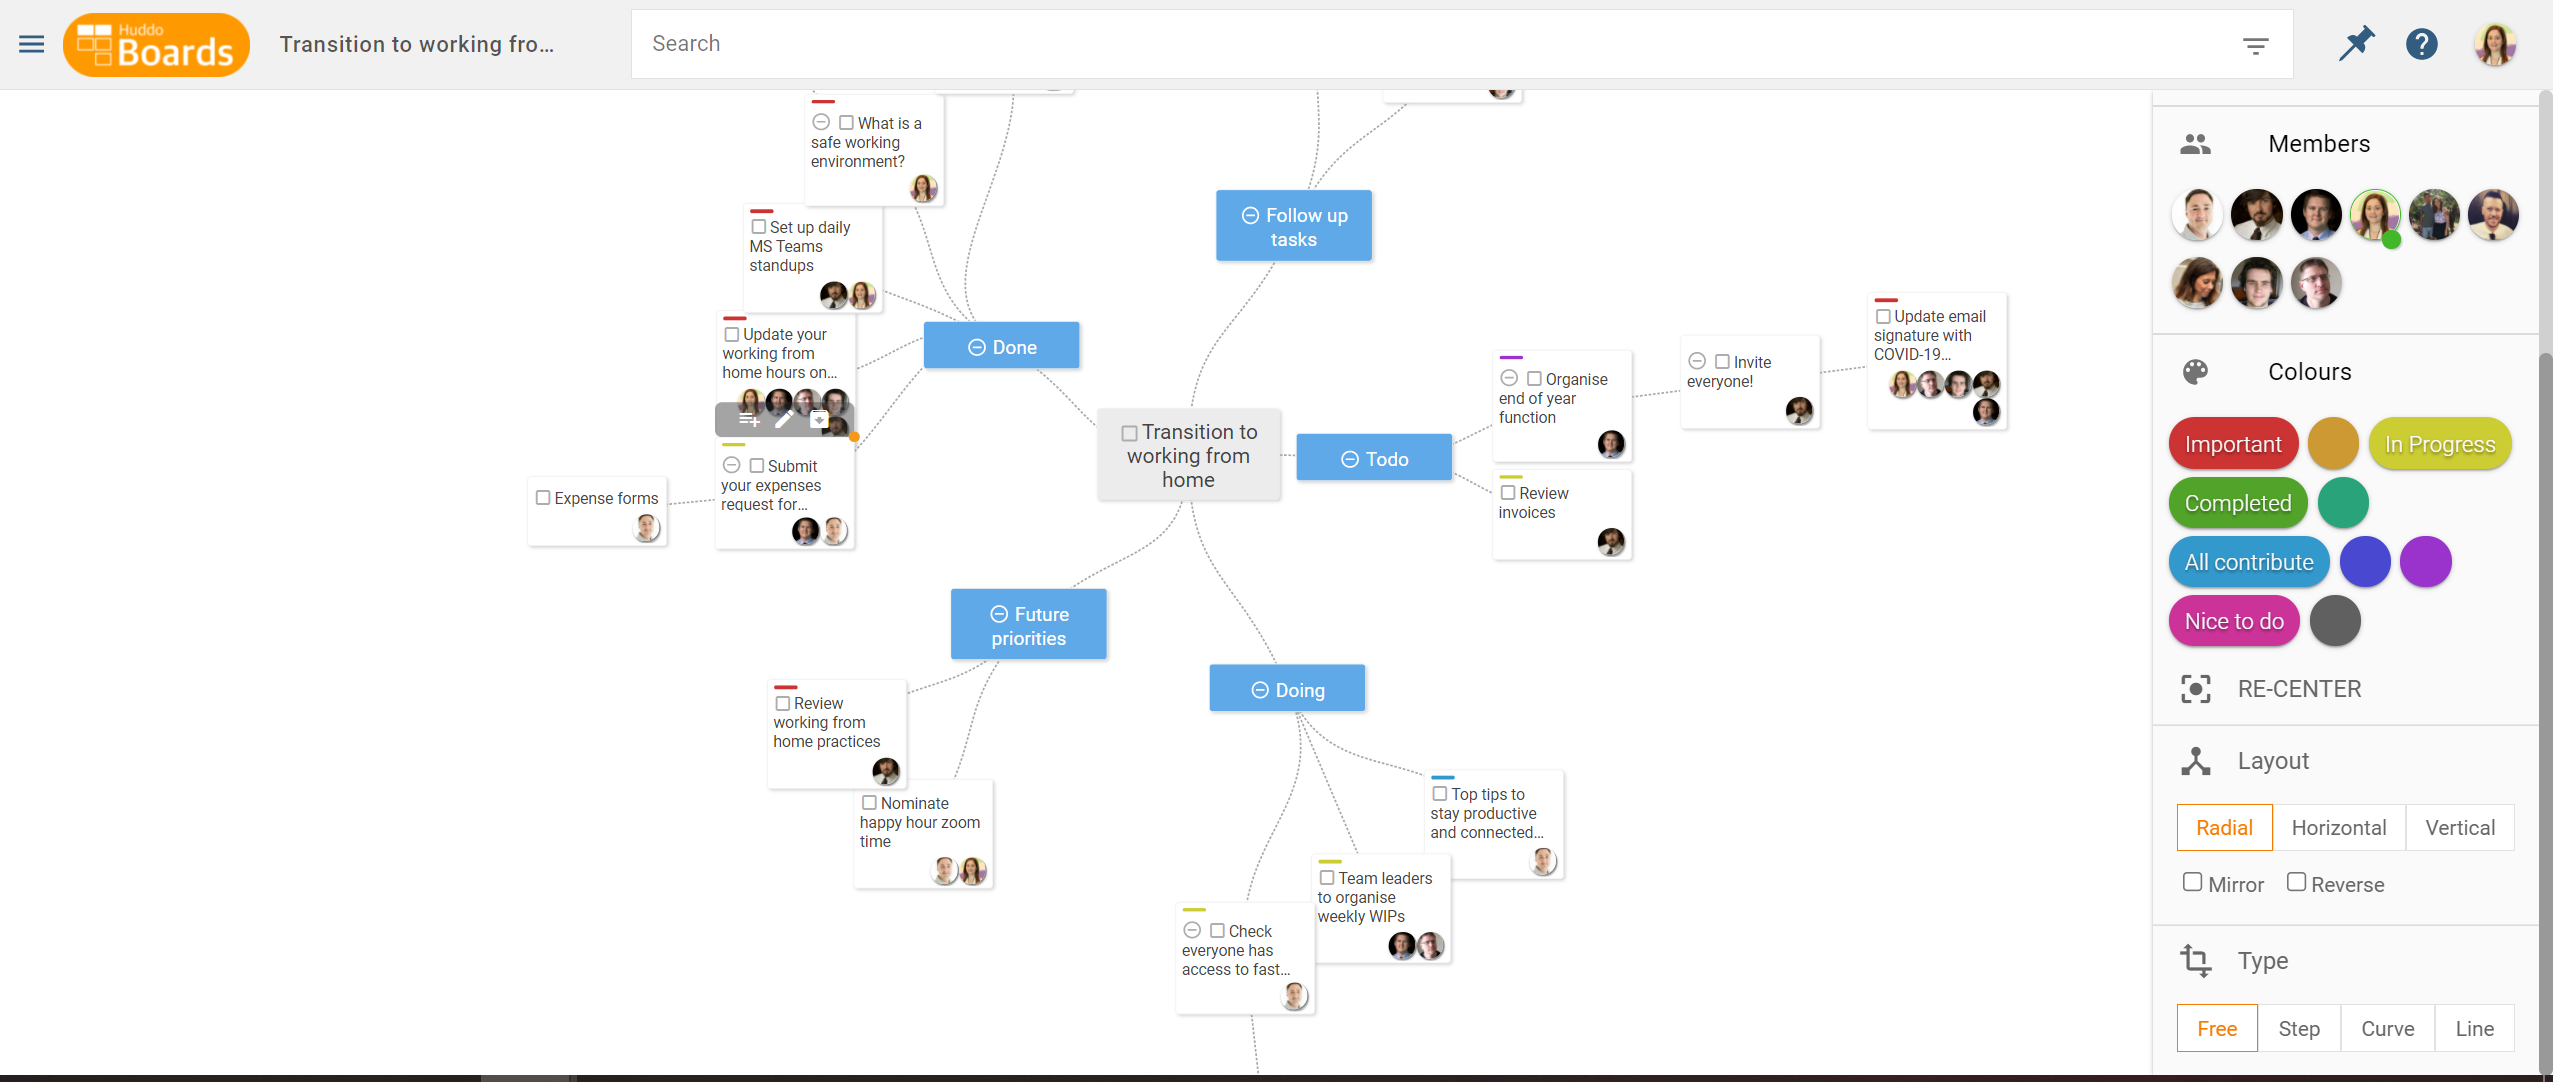 Huddo
Boards
Transition to working fro...
Search
?
What is a
safe working
environment?
Set up daily
MS Teams
standups
Update your
working from
home hours on...
Submit
your expenses
request for...
Expense forms
Done
Follow up
tasks
Transition to
working from
home
Todo
Organise
end of year
function
Invite
everyone!
Update email
signature with
COVID-19...
Review
invoices
Future
priorities
Review
working from
home practices
Nominate
happy hour zoom
time
Doing
Top tips to
stay productive
and connected...
Team leaders
to organise
weekly WIPs
Check
everyone has
access to fast...
Members
Colours
Important
In Progress
Completed
All contribute
Nice to do
RE-CENTER
Layout
Radial Horizontal Vertical
Mirror Reverse
Type
Free Step Curve Line